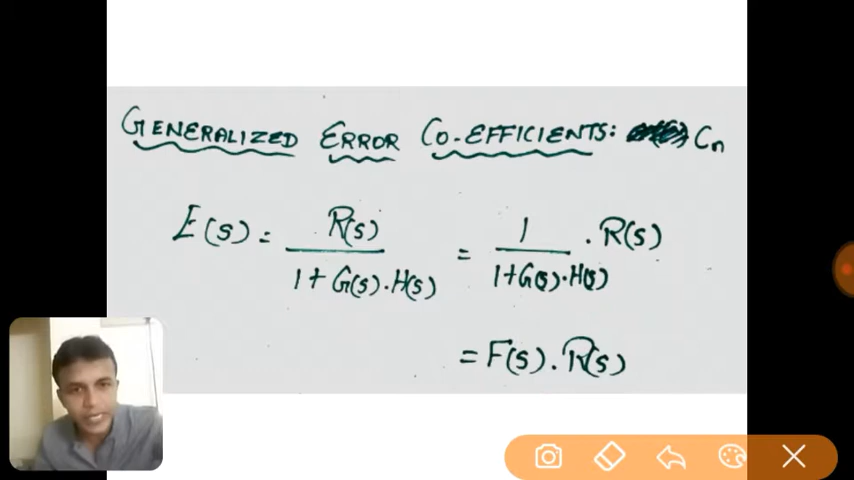 GENERALIZED ERROR CO-EFFICIENTS: Cn
E(s) = R(s) / 1 + G(s).H(s) = 1 / 1+G(s).H(s) . R(s)
= F(s).R(s)